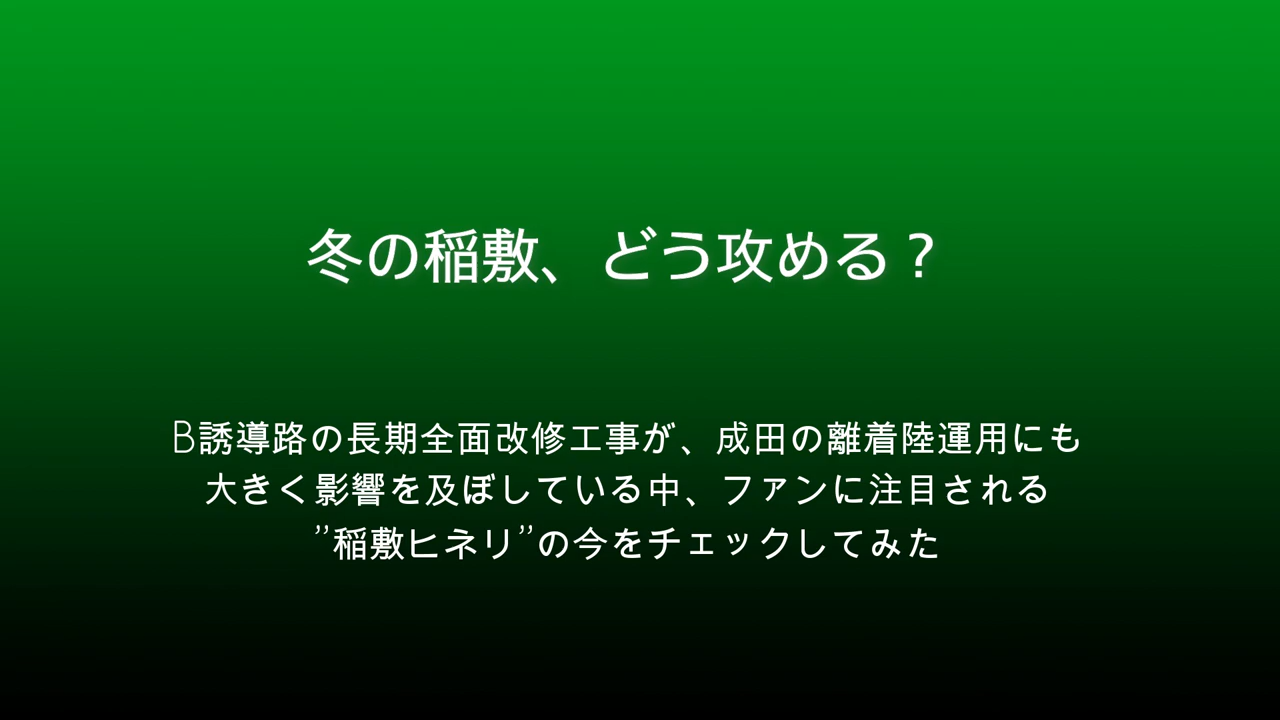 冬の稲敷、どう攻める？
B誘導路の長期全面改修工事が、成田の離着陸運用にも
大きく影響を及ぼしている中、ファンに注目される
”稲敷ヒネリ”の今をチェックしてみた